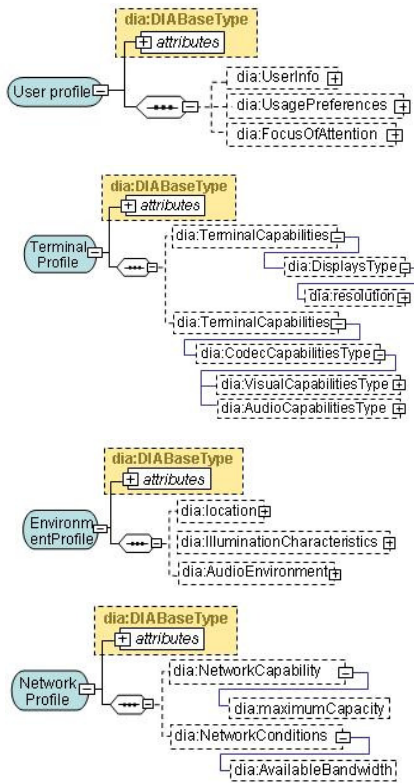 dia:DIABaseType
attributes
User profile
dia:UserInfo
dia:UsagePreferences
dia:FocusOfAttention
dia:DIABaseType
attributes
Terminal
Profile
dia:TerminalCapabilities
dia:DisplaysType
dia:resolution
dia:TerminalCapabilities
dia:CodecCapabilitiesType
dia:VisualCapabilitiesType
dia:AudioCapabilitiesType
dia:DIABaseType
attributes
Environm
entProfile
dia:location
dia:IlluminationCharacteristics
dia:AudioEnvironment
dia:DIABaseType
attributes
Network
Profile
dia:NetworkCapability
dia:maximumCapacity
dia:NetworkConditions
dia:AvailableBandwidth